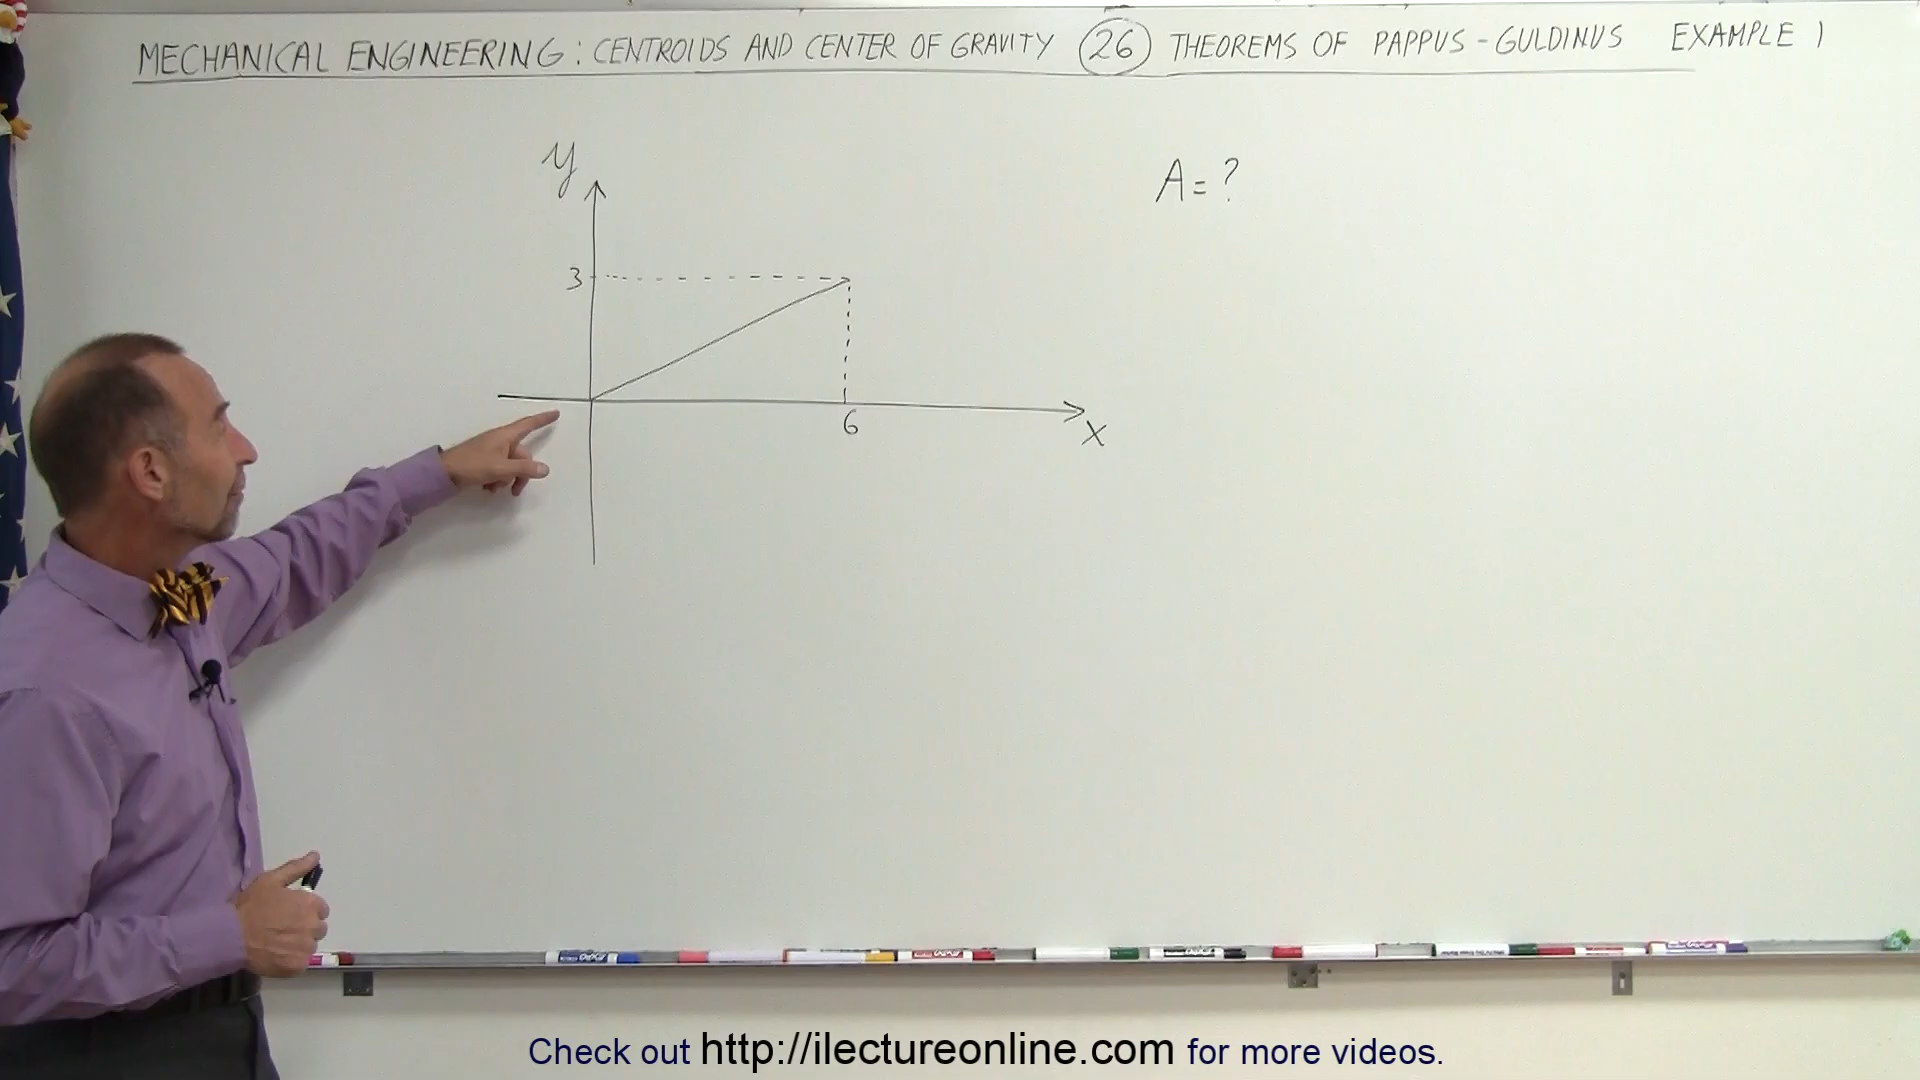 MECHANICAL ENGINEERING: CENTROIDS AND CENTER OF GRAVITY (26) THEOREMS OF PAPPUS-GULDINUS EXAMPLE 1
y
A = ?
3
6
x
Check out http://ilectureonline.com for more videos.